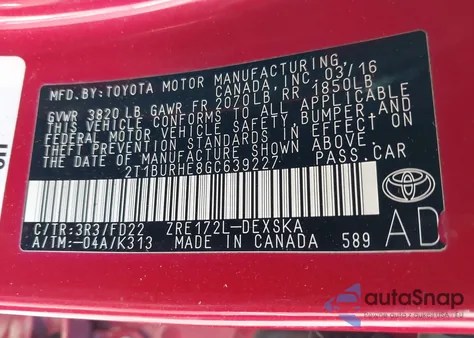 MFD.BY:TOYOTA MOTOR MANUFACTURING,
CANADA, INC. 03/16
GVWR 3820LB GAWR FR 2070LB RR 1850LB
THIS VEHICLE CONFORMS TO ALL APPLICABLE
FEDERAL MOTOR VEHICLE SAFETY, BUMPER, AND
THEFT PREVENTION STANDARDS IN EFFECT ON
THE DATE OF MANUFACTURE SHOWN ABOVE.
2T1BURHE8GC639227 PASS.CAR
C/TR:3R3/FD22 ZRE172L-DEXSKA
A/TM:-04A/K313 MADE IN CANADA 589
AD
autoSnap